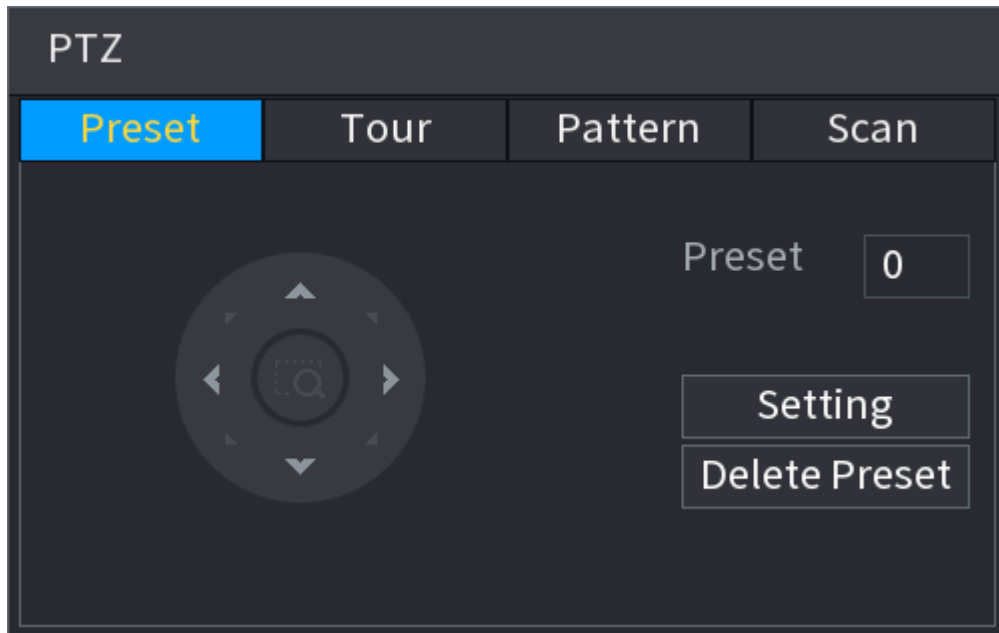 PTZ
Preset Tour Pattern Scan
Preset 0
Setting
Delete Preset